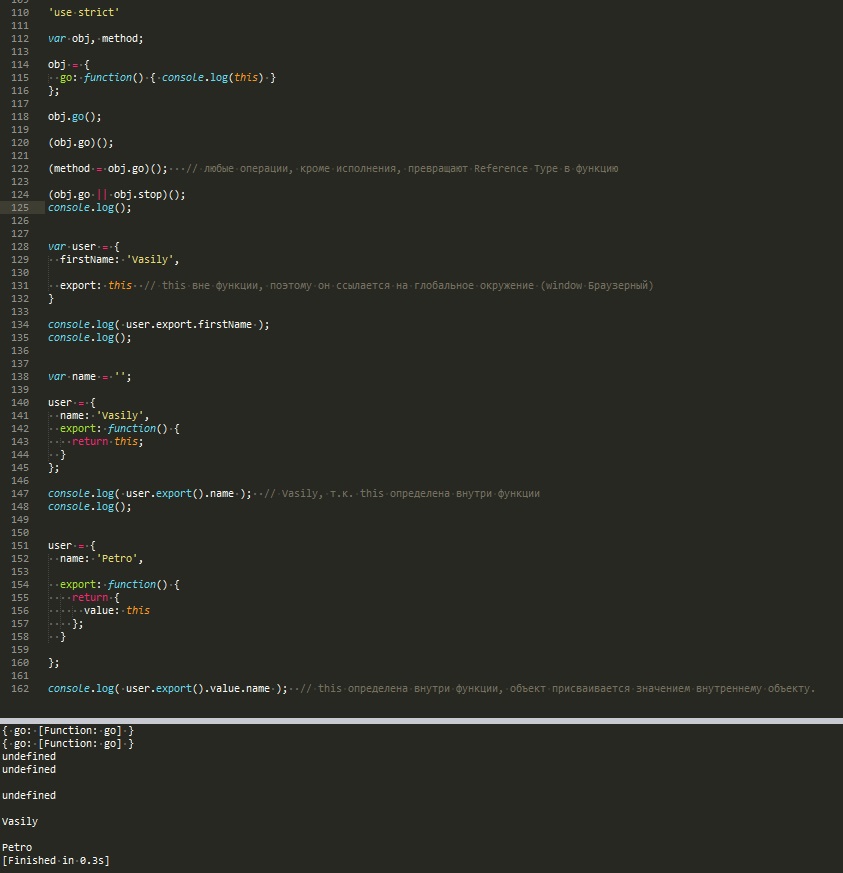 110 'use strict'
111
112 var obj, method;
113
114 obj = {
115   go: function() { console.log(this) }
116 };
117
118 obj.go();
119
120 (obj.go)();
121
122 (method = obj.go)();   // любые операции, кроме исполнения, превращают Reference Type в функцию
123
124 (obj.go || obj.stop)();
125 console.log();
126
127
128 var user = {
129   firstName: 'Vasily',
130
131   export: this  // this вне функции, поэтому он ссылается на глобальное окружение (window Браузерный)
132 }
133
134 console.log( user.export.firstName );
135 console.log();
136
137
138 var name = '';
139
140 user = {
141   name: 'Vasily',
142   export: function() {
143     return this;
144   }
145 };
146
147 console.log( user.export().name );  // Vasily, т.к. this определена внутри функции
148 console.log();
149
150
151 user = {
152   name: 'Petro',
153
154   export: function() {
155     return {
156       value: this
157     };
158   }
159
160 };
161
162 console.log( user.export().value.name );  // this определена внутри функции, объект присваивается значением внутреннему объекту.
{ go: [Function: go] }
{ go: [Function: go] }
undefined
undefined
undefined
Vasily
Petro
[Finished in 0.3s]